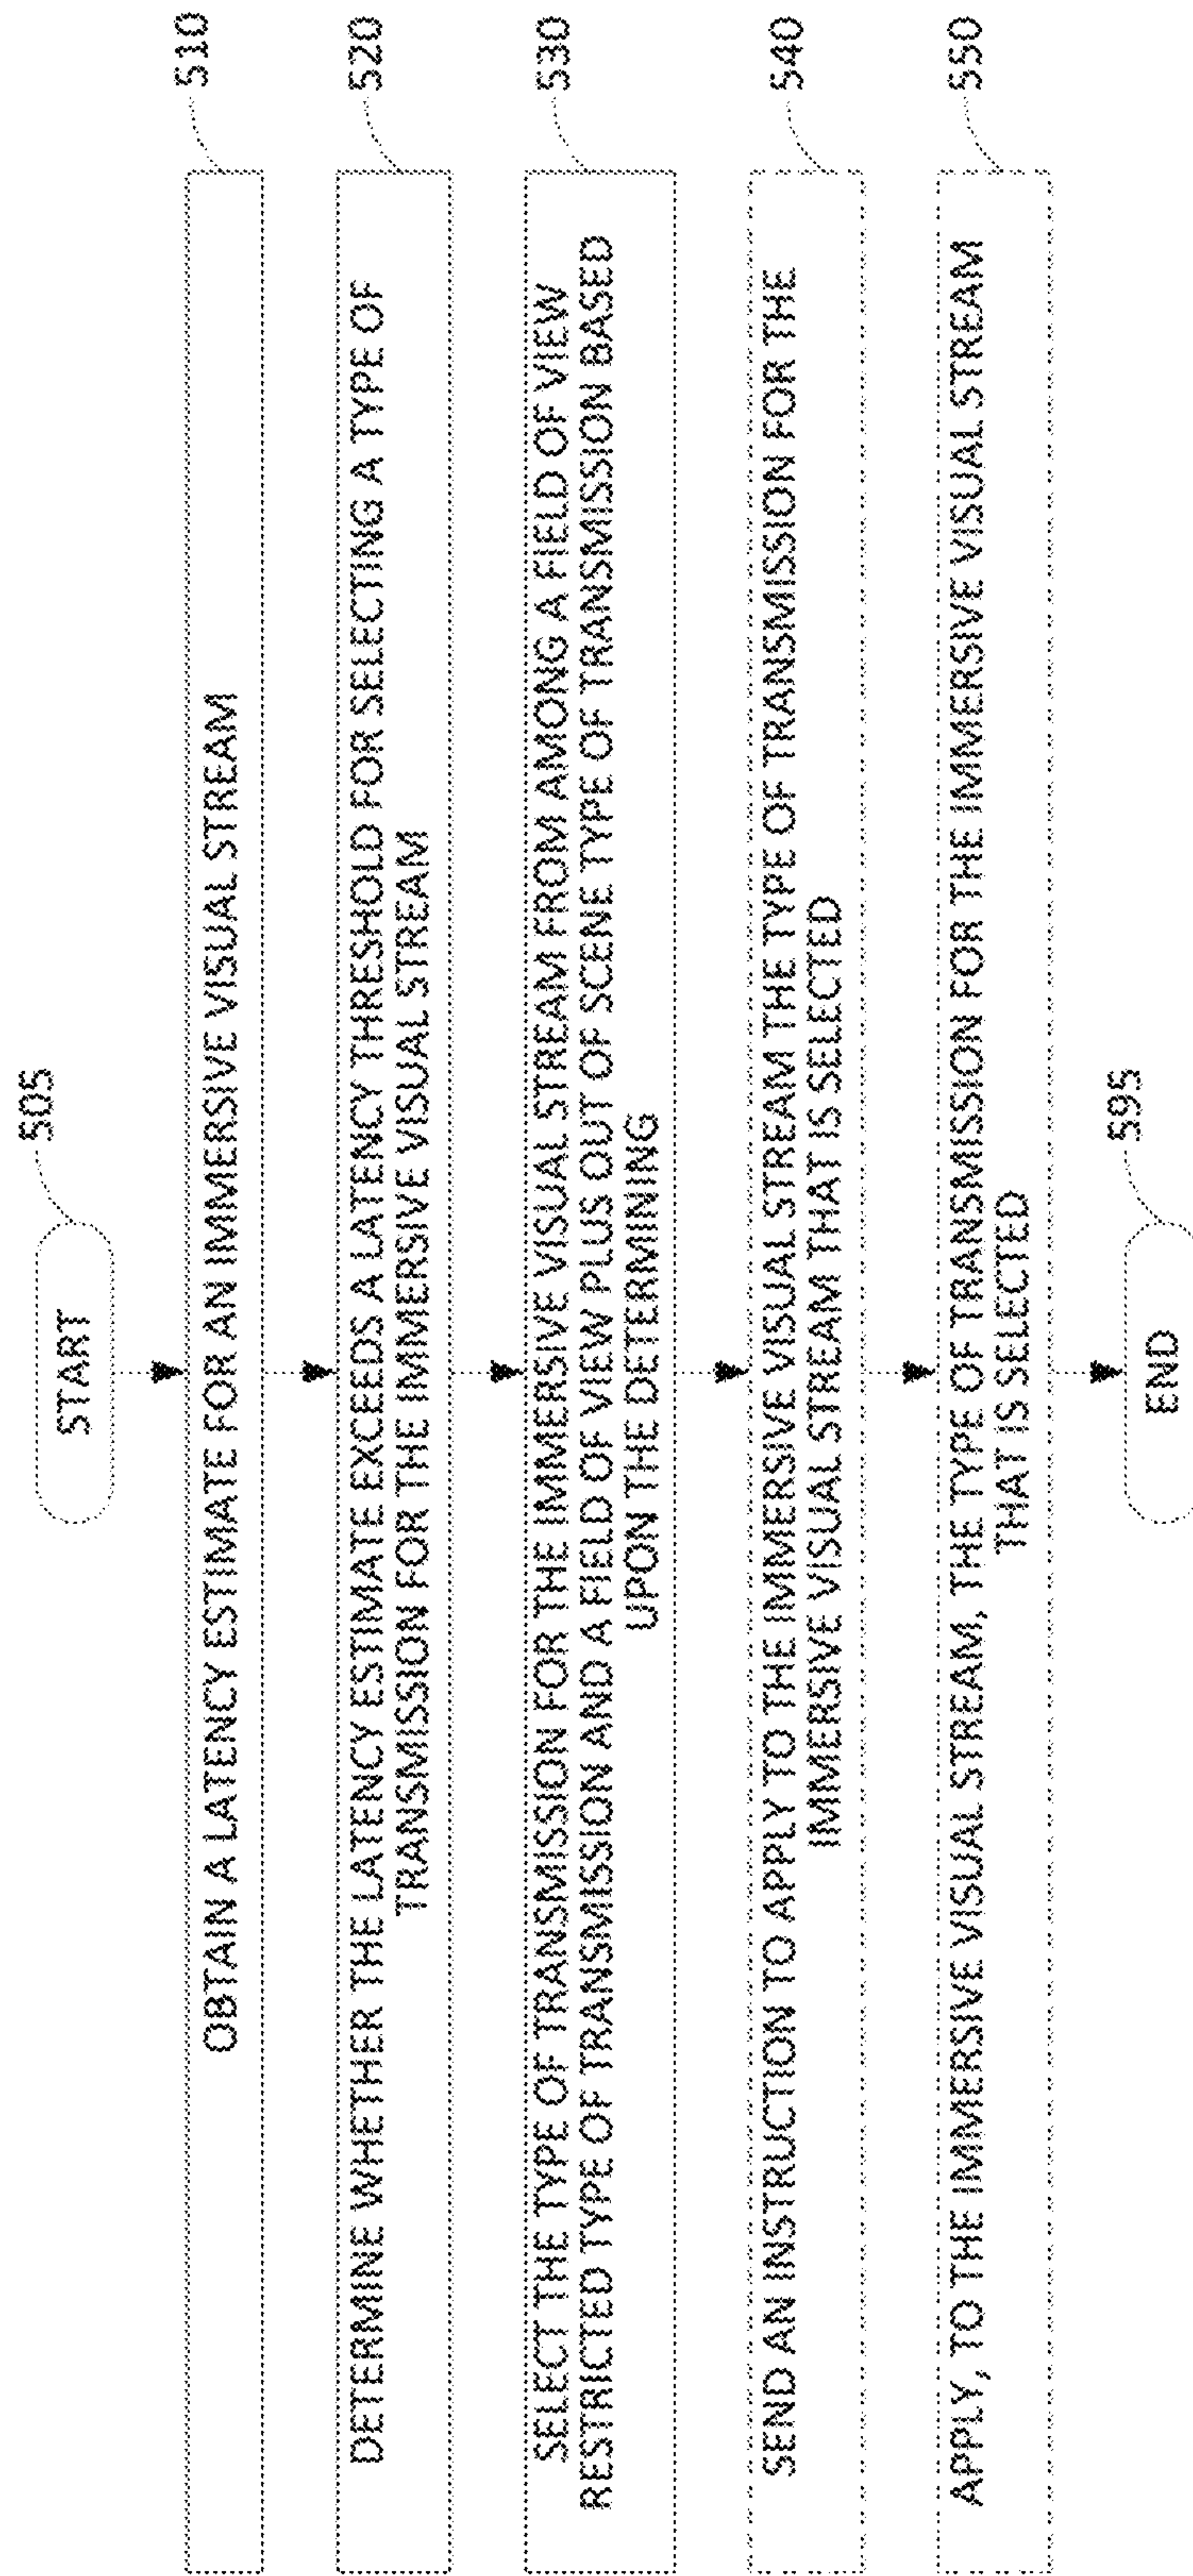 505
START
510
OBTAIN A LATENCY ESTIMATE FOR AN IMMERSIVE VISUAL STREAM
520
DETERMINE WHETHER THE LATENCY ESTIMATE EXCEEDS A LATENCY THRESHOLD FOR SELECTING A TYPE OF
TRANSMISSION FOR THE IMMERSIVE VISUAL STREAM
530
SELECT THE TYPE OF TRANSMISSION FOR THE IMMERSIVE VISUAL STREAM FROM AMONG A FIELD OF VIEW
RESTRICTED TYPE OF TRANSMISSION AND A FIELD OF VIEW PLUS OUT OF SCENE TYPE OF TRANSMISSION BASED
UPON THE DETERMINING
540
SEND AN INSTRUCTION TO APPLY TO THE IMMERSIVE VISUAL STREAM THE TYPE OF TRANSMISSION FOR THE
IMMERSIVE VISUAL STREAM THAT IS SELECTED
550
APPLY, TO THE IMMERSIVE VISUAL STREAM, THE TYPE OF TRANSMISSION FOR THE IMMERSIVE VISUAL STREAM
THAT IS SELECTED
595
END